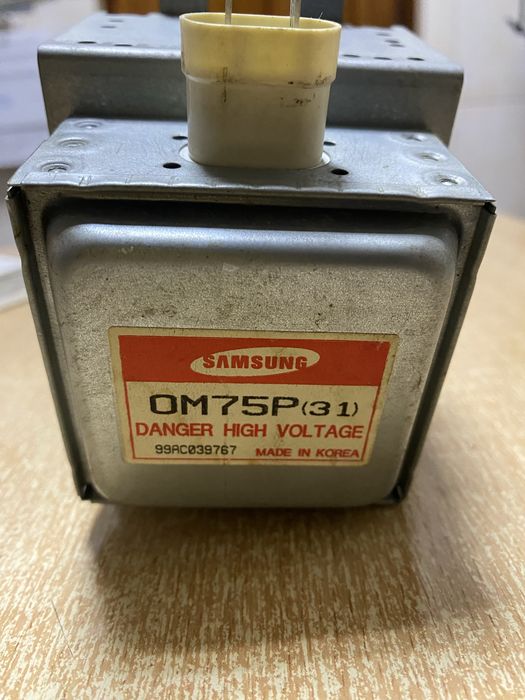 SAMSUNG
OM75P(31)
DANGER HIGH VOLTAGE
99AC039767 MADE IN KOREA